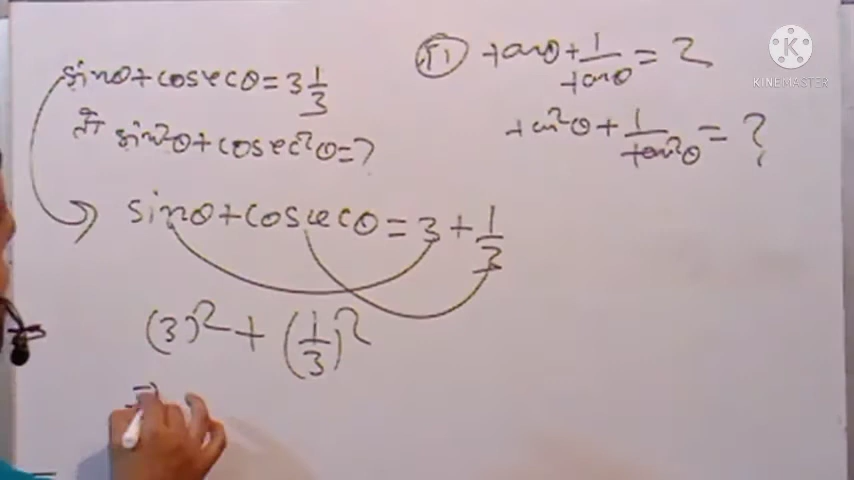 sinθ+cosecθ=3 1/3
तो sin²θ+cosec²θ=?
sinθ+cosecθ=3+1/3
(3)²+(1/3)²
(ii) tanθ+1/tanθ=2
tan²θ+1/tan²θ=?
K
KINEMASTER